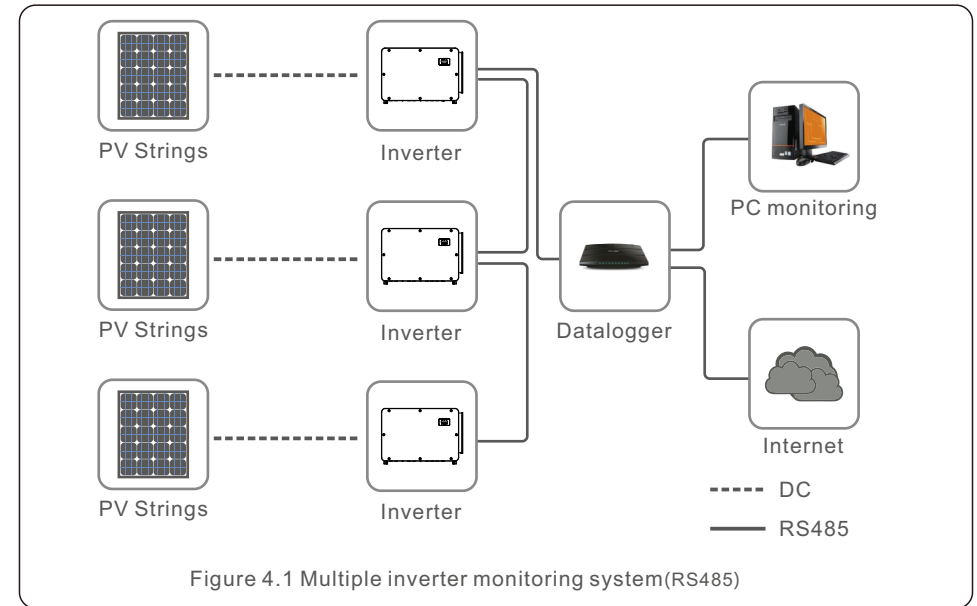 PV Strings
Inverter
PC monitoring
PV Strings
Inverter
Datalogger
Internet
DC
PV Strings
Inverter
RS485
Figure 4.1 Multiple inverter monitoring system(RS485)